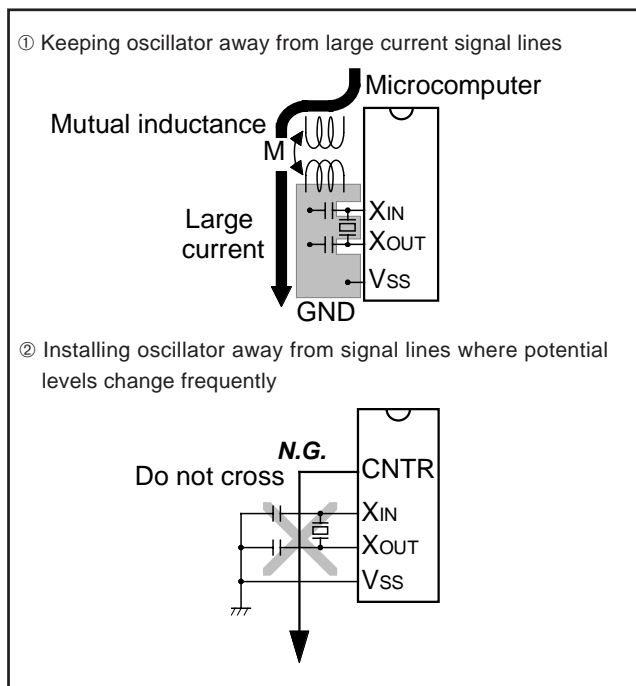 ① Keeping oscillator away from large current signal lines
Microcomputer
Mutual inductance
M
XIN
Large
current
XOUT
VSS
GND
② Installing oscillator away from signal lines where potential
levels change frequently
N.G.
Do not cross
CNTR
XIN
XOUT
VSS